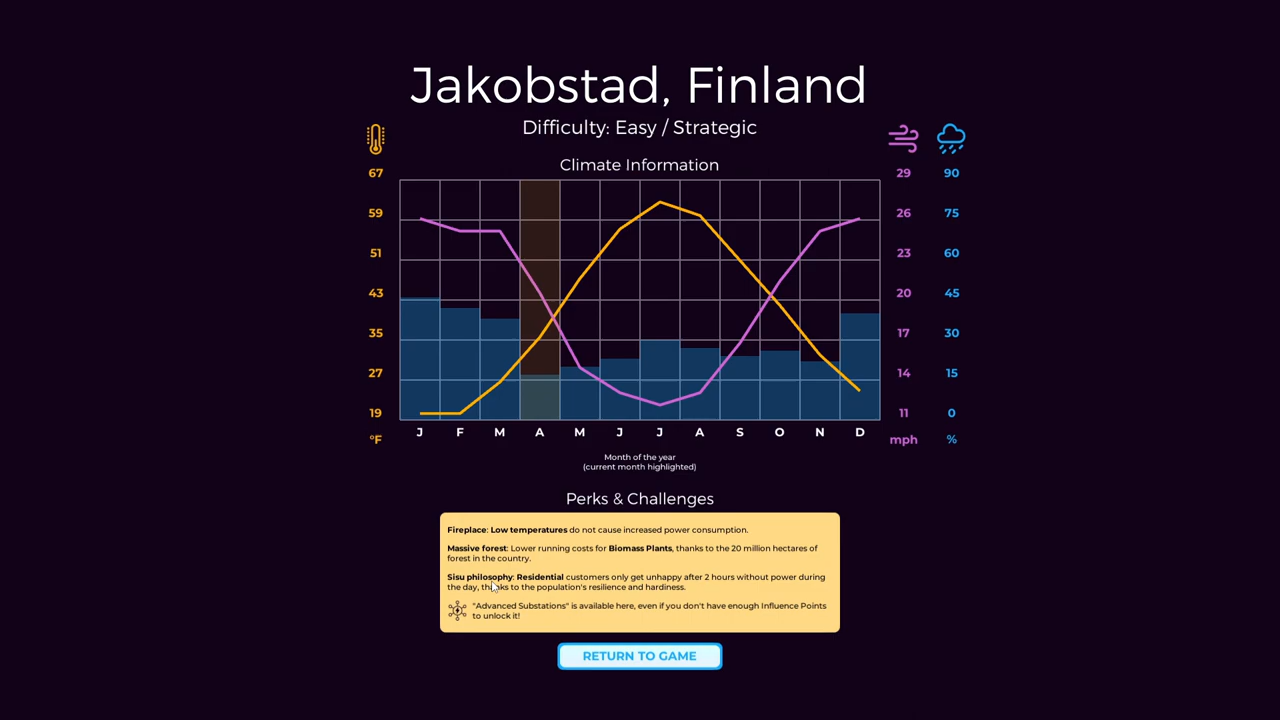 Jakobstad, Finland
Difficulty: Easy / Strategic
Climate Information
67 29 90
59 26 75
51 23 60
43 20 45
35 17 30
27 14 15
19 11 0
J F M A M J J A S O N D
°F mph %
Month of the year
(current month highlighted)
Perks & Challenges
Fireplace: Low temperatures do not cause increased power consumption.
Massive forest: Lower running costs for Biomass Plants, thanks to the 20 million hectares of
forest in the country.
Sisu philosophy: Residential customers only get unhappy after 2 hours without power during
the day, thanks to the population's resilience and hardiness.
"Advanced Substations" is available here, even if you don't have enough Influence Points
to unlock it!
RETURN TO GAME